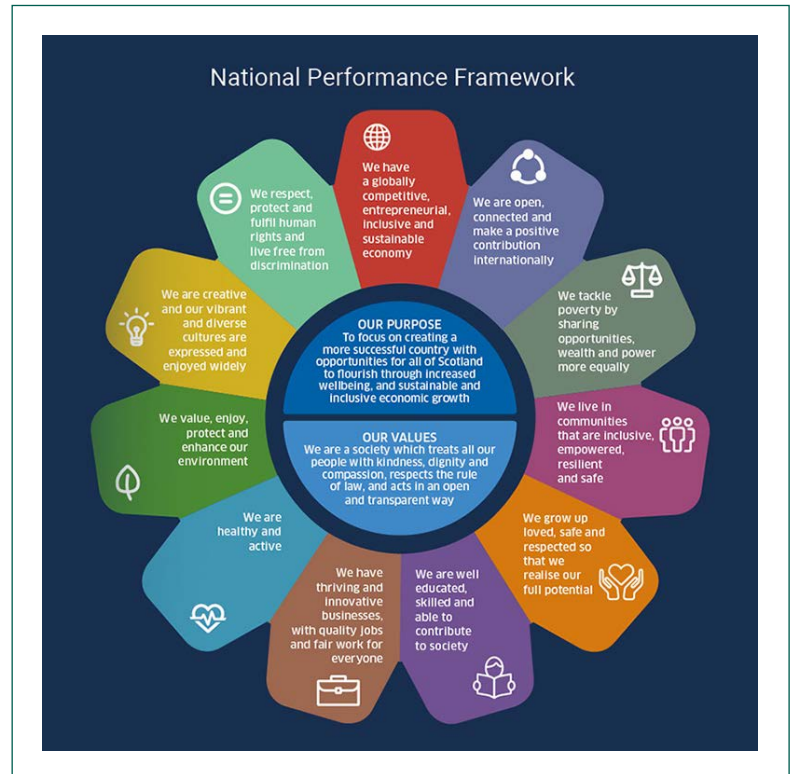 National Performance Framework
We have
a globally
competitive,
entrepreneurial,
inclusive and
sustainable
economy
We are open,
connected and
make a positive
contribution
internationally
We tackle
poverty by
sharing
opportunities,
wealth and power
more equally
We live in
communities
that are inclusive,
empowered,
resilient
and safe
We grow up
loved, safe and
respected so
that we
realise our
full potential
We are well
educated,
skilled and
able to
contribute
to society
We have
thriving and
innovative
businesses,
with quality jobs
and fair work for
everyone
We are
healthy and
active
We value, enjoy,
protect and
enhance our
environment
We are creative
and our vibrant
and diverse
cultures are
expressed and
enjoyed widely
We respect,
protect and
fulfil human
rights and
live free from
discrimination
OUR PURPOSE
To focus on creating a
more successful country with
opportunities for all of Scotland
to flourish through increased
wellbeing, and sustainable and
inclusive economic growth
OUR VALUES
We are a society which treats all our
people with kindness, dignity and
compassion, respects the rule
of law, and acts in an open
and transparent way